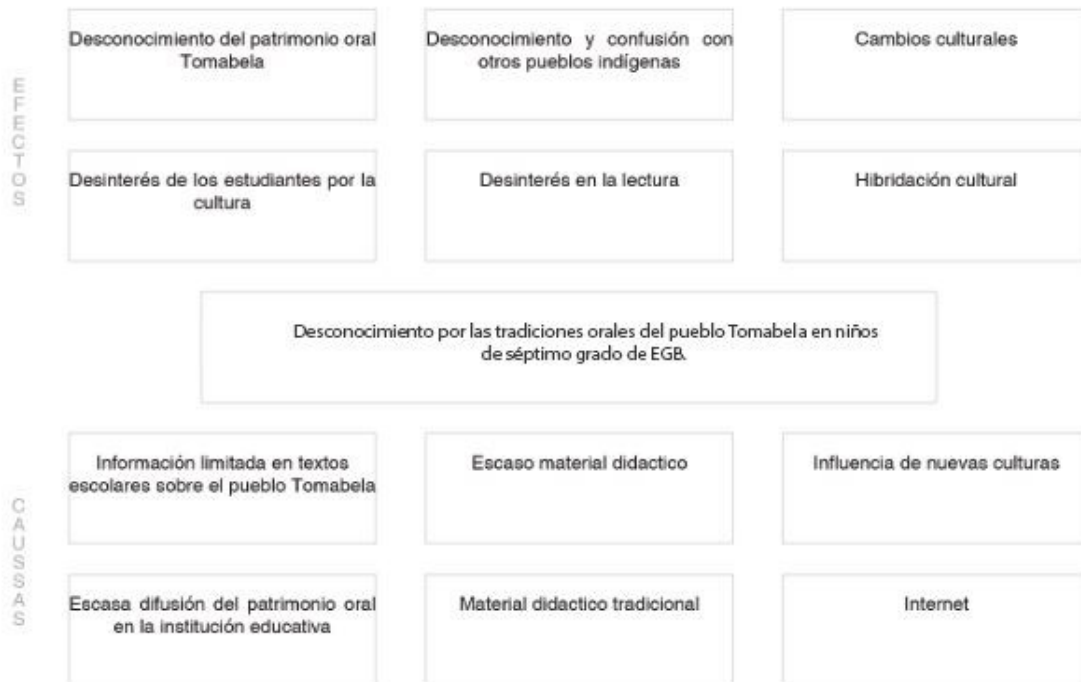 EFECTOS
Desconocimiento del patrimonio oral
Tomabela
Desconocimiento y confusión con
otros pueblos indígenas
Cambios culturales
Desinterés de los estudiantes por la
cultura
Desinterés en la lectura
Hibridación cultural
Desconocimiento por las tradiciones orales del pueblo Tomabela en niños
de séptimo grado de EGB.
CAUSSAS
Información limitada en textos
escolares sobre el pueblo Tomabela
Escaso material didactico
Influencia de nuevas culturas
Escasa difusión del patrimonio oral
en la institución educativa
Material didactico tradicional
Internet